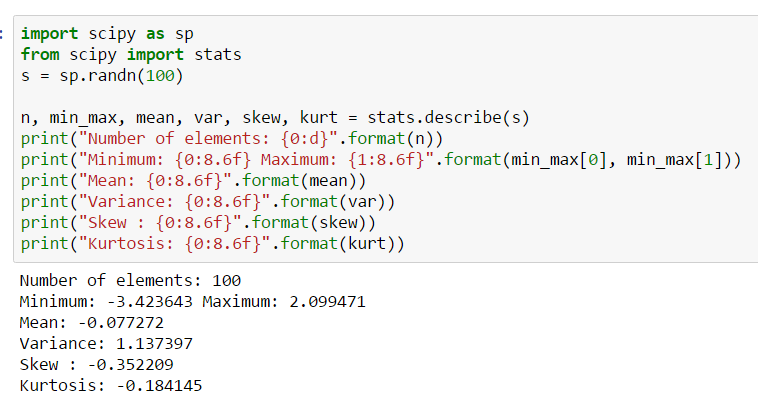 :
import scipy as sp
from scipy import stats
s = sp.randn(100)
n, min_max, mean, var, skew, kurt = stats.describe(s)
print("Number of elements: {0:d}".format(n))
print("Minimum: {0:8.6f} Maximum: {1:8.6f}".format(min_max[0], min_max[1]))
print("Mean: {0:8.6f}".format(mean))
print("Variance: {0:8.6f}".format(var))
print("Skew : {0:8.6f}".format(skew))
print("Kurtosis: {0:8.6f}".format(kurt))
Number of elements: 100
Minimum: -3.423643 Maximum: 2.099471
Mean: -0.077272
Variance: 1.137397
Skew : -0.352209
Kurtosis: -0.184145